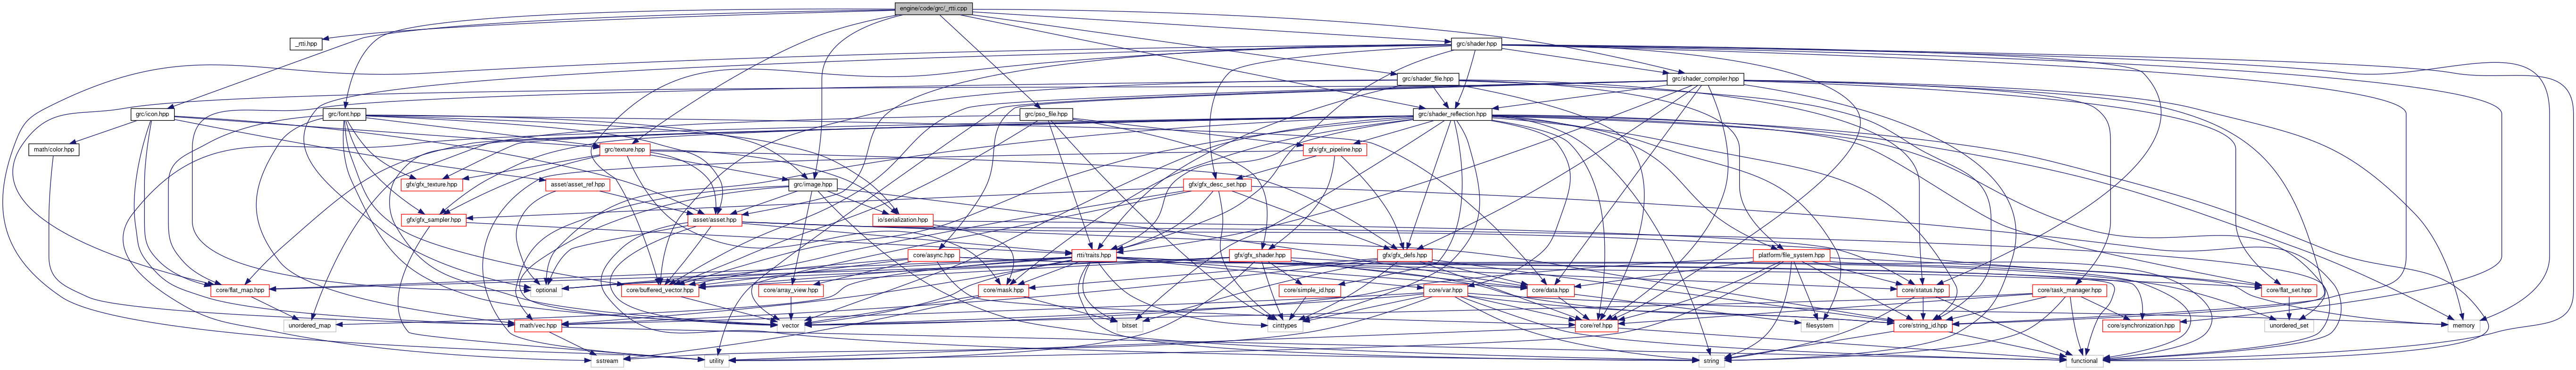 engine/code/grc/_rtti.cpp
_rtti.hpp
grc/shader.hpp
grc/shader_file.hpp
grc/shader_compiler.hpp
grc/icon.hpp
grc/font.hpp
grc/pso_file.hpp
grc/shader_reflection.hpp
math/color.hpp
grc/texture.hpp
gfx/gfx_pipeline.hpp
gfx/gfx_texture.hpp
asset/asset_ref.hpp
grc/image.hpp
gfx/gfx_desc_set.hpp
gfx/gfx_sampler.hpp
asset/asset.hpp
io/serialization.hpp
core/async.hpp
rtti/traits.hpp
gfx/gfx_shader.hpp
gfx/gfx_defs.hpp
platform/file_system.hpp
core/flat_map.hpp
optional
core/buffered_vector.hpp
core/array_view.hpp
core/mask.hpp
core/simple_id.hpp
core/var.hpp
core/data.hpp
core/status.hpp
core/task_manager.hpp
core/flat_set.hpp
unordered_map
math/vec.hpp
vector
bitset
cinttypes
core/ref.hpp
filesystem
core/string_id.hpp
core/synchronization.hpp
unordered_set
memory
sstream
utility
string
functional